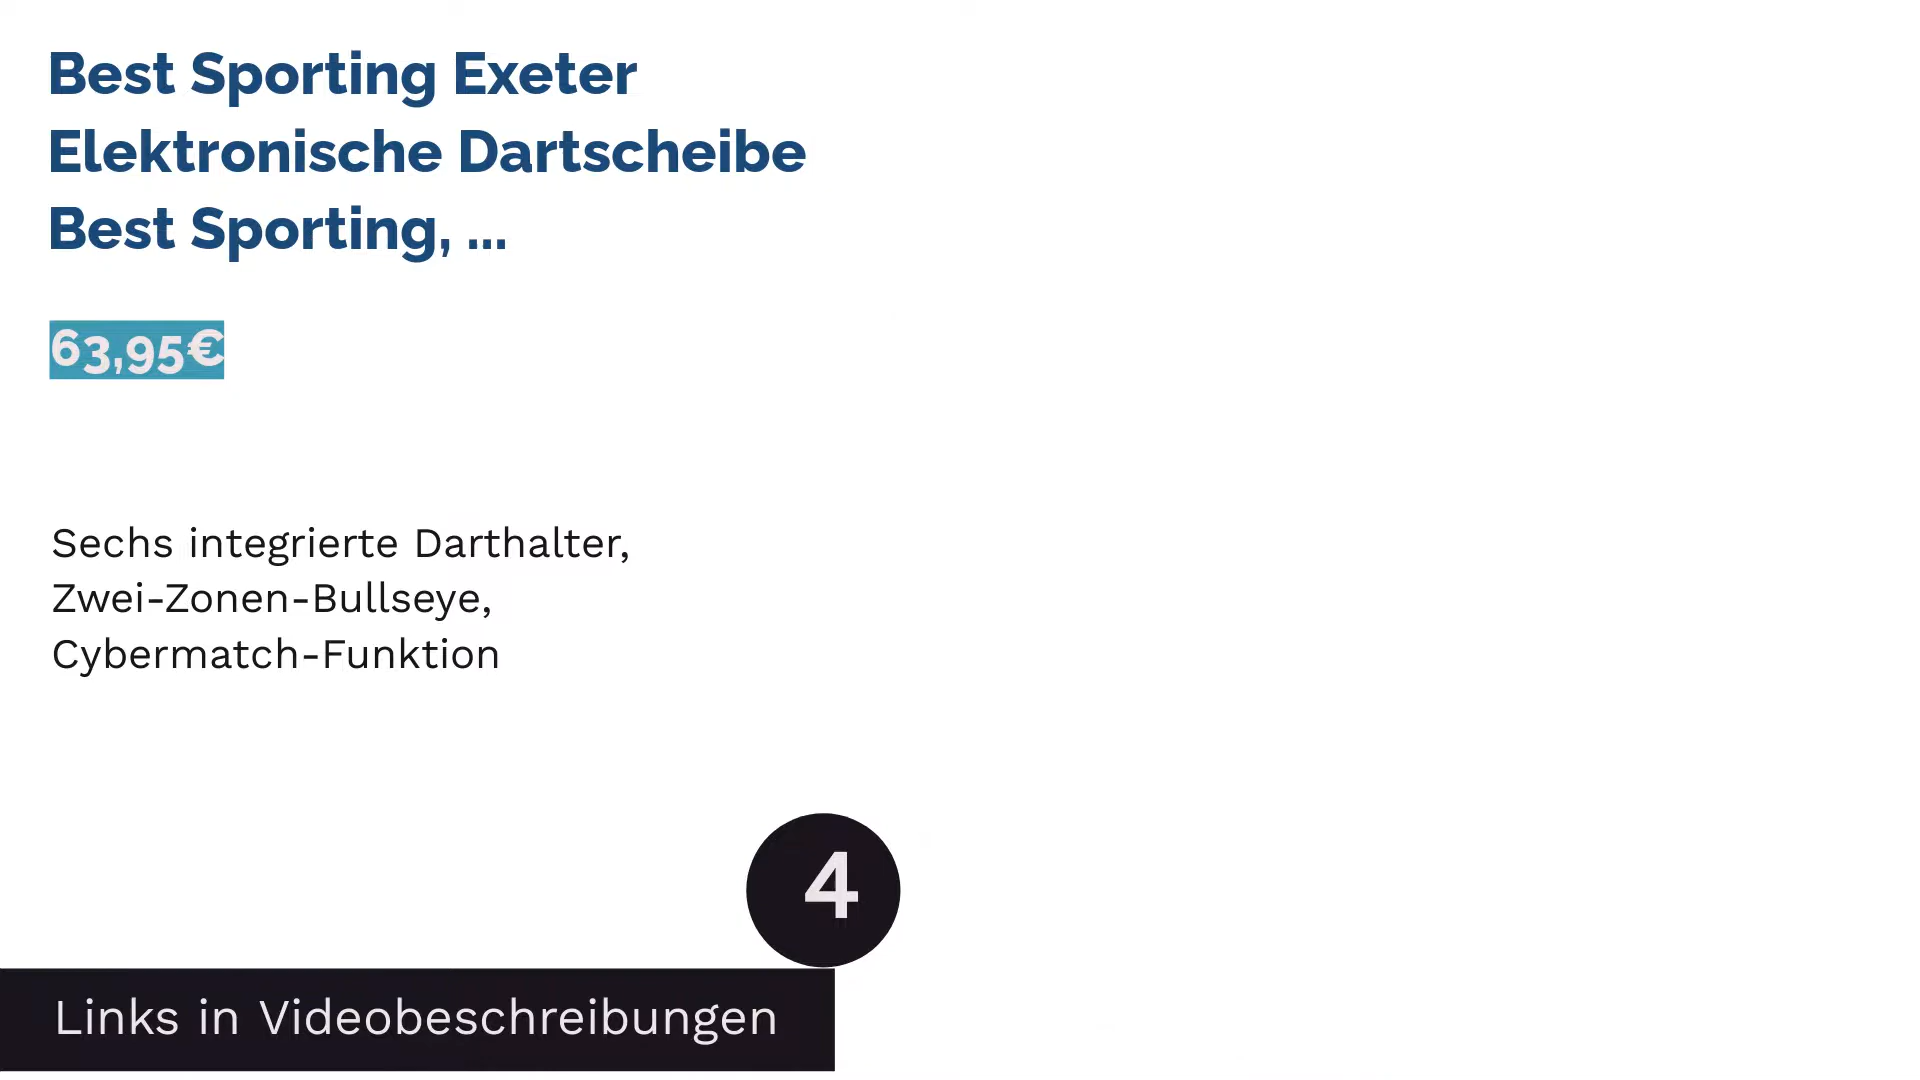 Best Sporting Exeter
Elektronische Dartscheibe
Best Sporting, ...
63,95€
Sechs integrierte Darthalter,
Zwei-Zonen-Bullseye,
Cybermatch-Funktion
4
Links in Videobeschreibungen